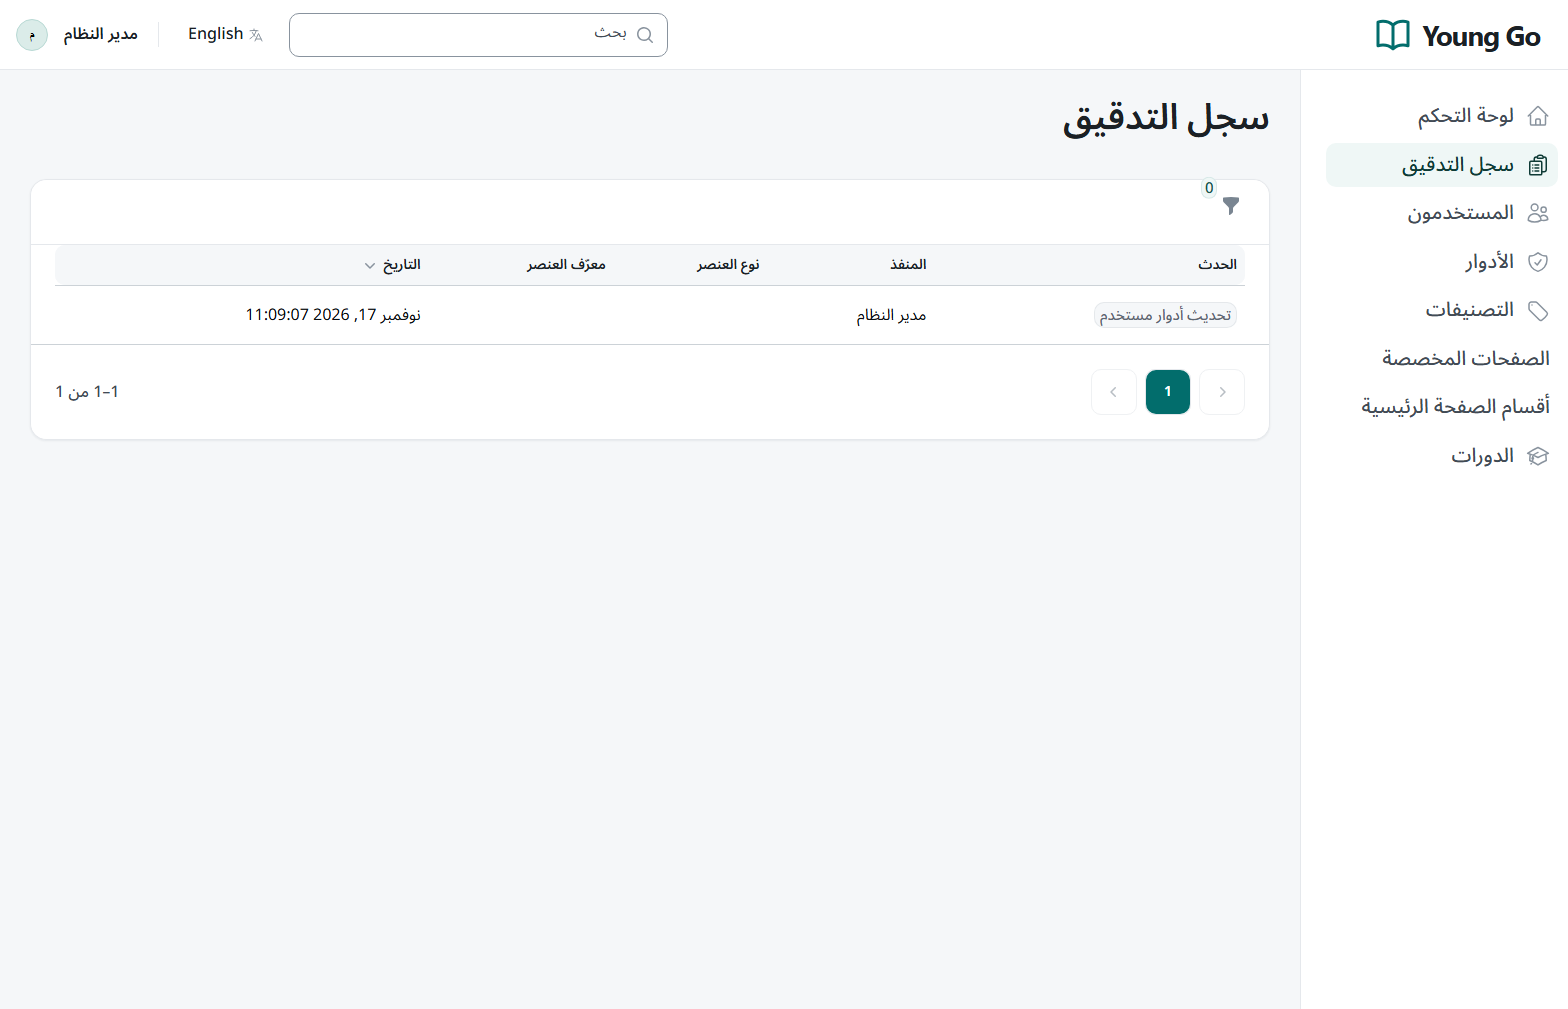 Young Go
بحث
English
مدير النظام
م
لوحة التحكم
سجل التدقيق
المستخدمون
الأدوار
التصنيفات
الصفحات المخصصة
أقسام الصفحة الرئيسية
الدورات
سجل التدقيق
0
الحدث المنفذ نوع العنصر معرّف العنصر التاريخ
تحديث أدوار مستخدم مدير النظام نوفمبر 17, 2026 11:09:07
1
1–1 من 1